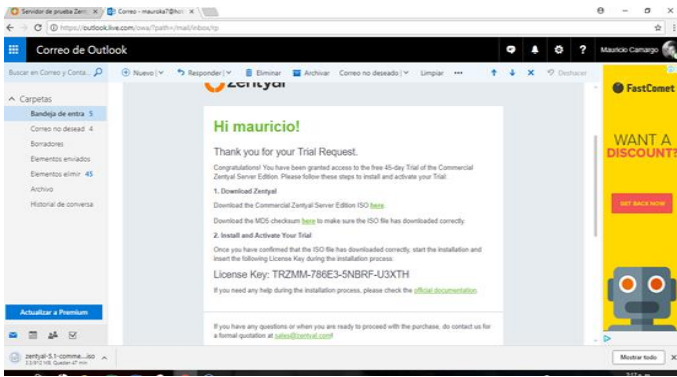 Servidor de prueba Zent
Correo - mauroka7@ho
https://outlook.live.com/owa/?path=/mail/inbox/rp
Correo de Outlook
Mauricio Camargo
Buscar en Correo y Conta...
Nuevo
Responder
Eliminar
Archivar
Correo no deseado
Limpiar
Deshacer
Carpetas
Bandeja de entra 5
Correo no desead 4
Borradores
Elementos enviados
Elementos elimir 45
Archivo
Historial de conversa
Actualizar a Premium
zentyal
Hi mauricio!
Thank you for your Trial Request.
Congratulations! You have been granted access to the free 45-day Trial of the Commercial
Zentyal Server Edition. Please follow these steps to install and activate your Trial:
1. Download Zentyal
Download the Commercial Zentyal Server Edition ISO here.
Download the MD5 checksum here to make sure the ISO file has downloaded correctly.
2. Install and Activate Your Trial
Once you have confirmed that the ISO file has downloaded correctly, start the installation and
insert the following License Key during the installation process:
License Key: TRZMM-786E3-5NBRF-U3XTH
If you need any help during the installation process, please check the official documentation.
If you have any questions or when you are ready to proceed with the purchase, do contact us for
a formal quotation at sales@zentyal.com!
FastComet
WANT A
DISCOUNT?
GET BACK NOW
zentyal-5.1-comme....iso
Mostrar todo